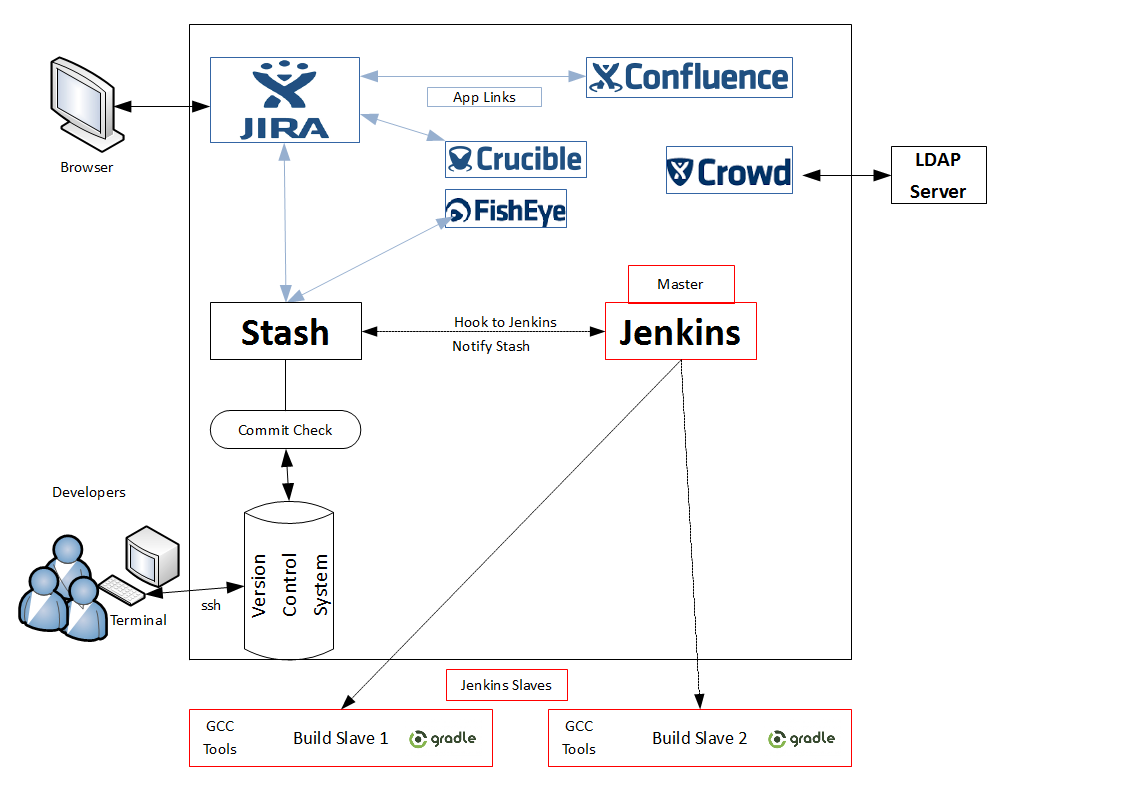 JIRA
Confluence
App Links
Browser
Crucible
Crowd
LDAP
Server
FishEye
Master
Stash
Hook to Jenkins
Notify Stash
Jenkins
Commit Check
Developers
Version
Control
System
ssh
Terminal
Jenkins Slaves
GCC
Tools
Build Slave 1
gradle
GCC
Tools
Build Slave 2
gradle